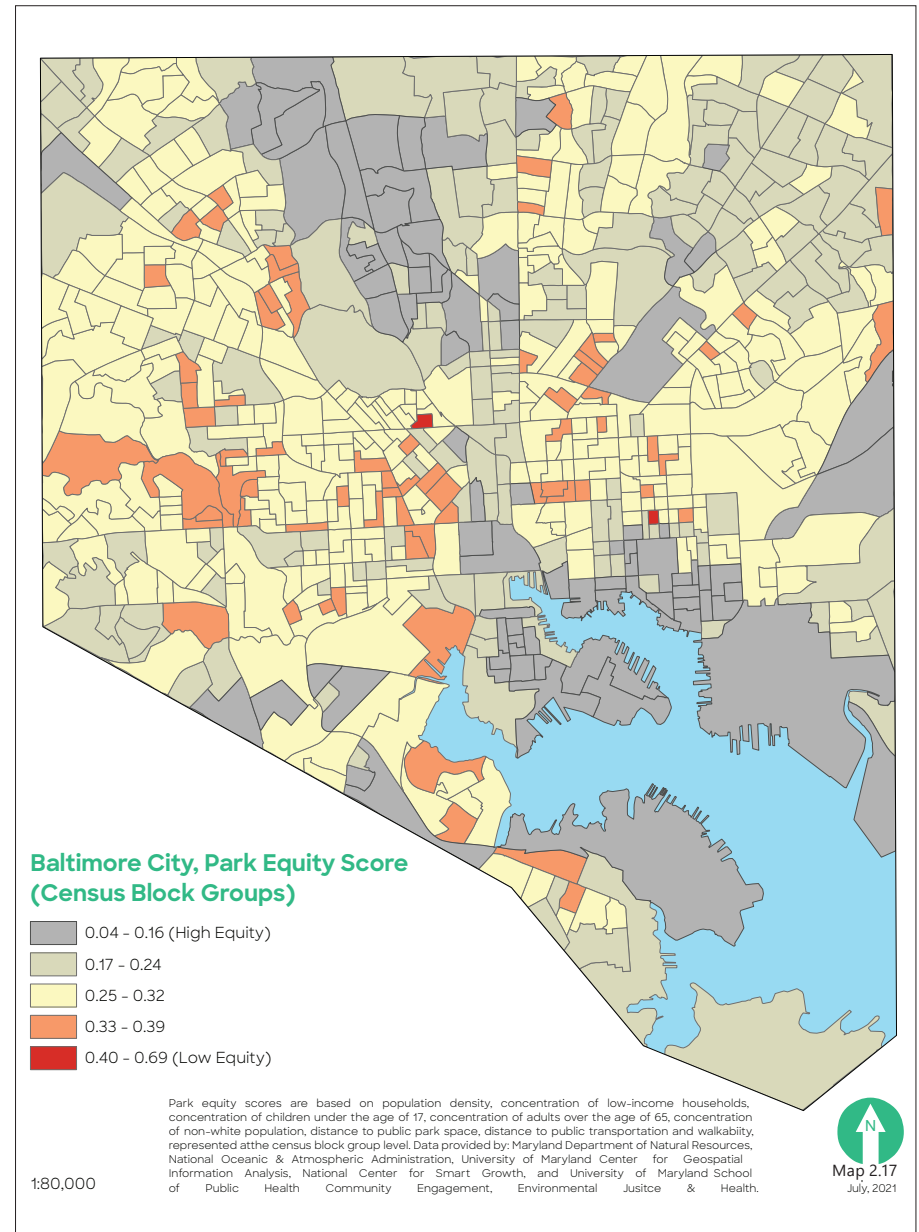 Baltimore City, Park Equity Score
(Census Block Groups)
0.04 - 0.16 (High Equity)
0.17 - 0.24
0.25 - 0.32
0.33 - 0.39
0.40 - 0.69 (Low Equity)
Park equity scores are based on population density, concentration of low-income households,
concentration of children under the age of 17, concentration of adults over the age of 65, concentration
of non-white population, distance to public park space, distance to public transportation and walkabiity,
represented atthe census block group level. Data provided by: Maryland Department of Natural Resources,
National Oceanic & Atmospheric Administration, University of Maryland Center for Geospatial
Information Analysis, National Center for Smart Growth, and University of Maryland School
of Public Health Community Engagement, Environmental Jusitce & Health.
1:80,000
N
Map 2.17
July, 2021